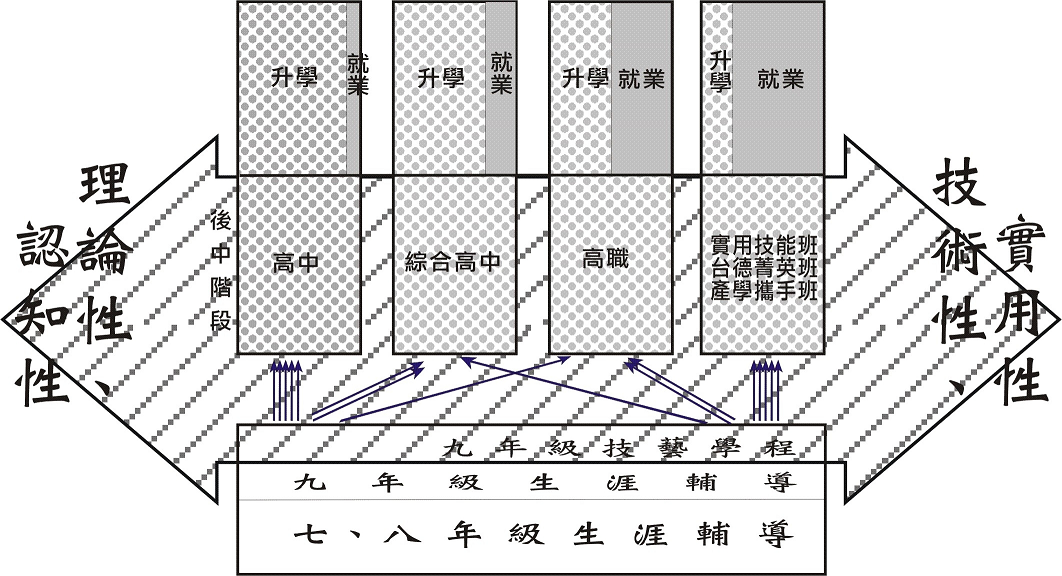 升學
就業
升學
就業
升學
就業
升學
就業
理論性、
認知性
技術性、
實用性
後中階段
高中
綜合高中
高職
實用技能班
台德菁英班
產學攜手班
九年級技藝學程
九年級生涯輔導
七、八年級生涯輔導